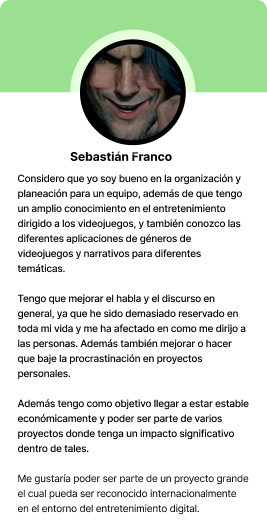 Sebastián Franco
Considero que yo soy bueno en la organización y
planeación para un equipo, además de que tengo
un amplio conocimiento en el entretenimiento
dirigido a los videojuegos, y también conozco las
diferentes aplicaciones de géneros de
videojuegos y narrativos para diferentes
temáticas.
Tengo que mejorar el habla y el discurso en
general, ya que he sido demasiado reservado en
toda mi vida y me ha afectado en como me dirijo a
las personas. Además también mejorar o hacer
que baje la procrastinación en proyectos
personales.
Además tengo como objetivo llegar a estar estable
económicamente y poder ser parte de varios
proyectos donde tenga un impacto significativo
dentro de tales.
Me gustaría poder ser parte de un proyecto grande
el cual pueda ser reconocido internacionalmente
en el entorno del entretenimiento digital.